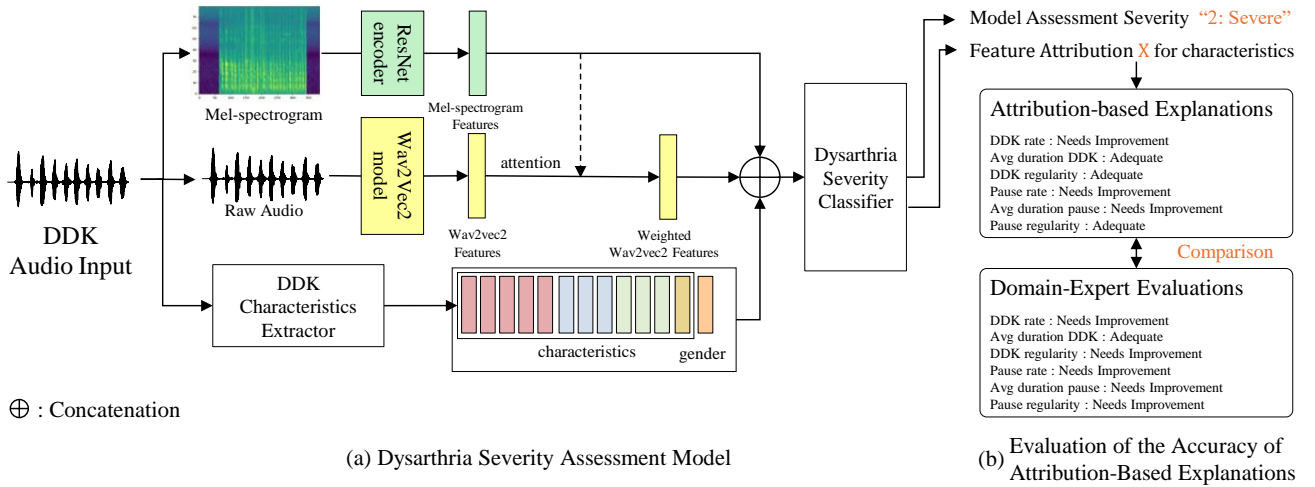 DDK
Audio Input
Mel-spectrogram
ResNet
encoder
Mel-spectrogram
Features
Raw Audio
Wav2Vec2
model
Wav2vec2
Features
attention
Weighted
Wav2vec2 Features
DDK
Characteristics
Extractor
characteristics
gender
Dysarthria
Severity
Classifier
⊕ : Concatenation
(a) Dysarthria Severity Assessment Model
Model Assessment Severity “2: Severe”
Feature Attribution X for characteristics
Attribution-based Explanations
DDK rate : Needs Improvement
Avg duration DDK : Adequate
DDK regularity : Adequate
Pause rate : Needs Improvement
Avg duration pause : Needs Improvement
Pause regularity : Adequate
Comparison
Domain-Expert Evaluations
DDK rate : Needs Improvement
Avg duration DDK : Adequate
DDK regularity : Needs Improvement
Pause rate : Needs Improvement
Avg duration pause : Needs Improvement
Pause regularity : Needs Improvement
(b) Evaluation of the Accuracy of
Attribution-Based Explanations